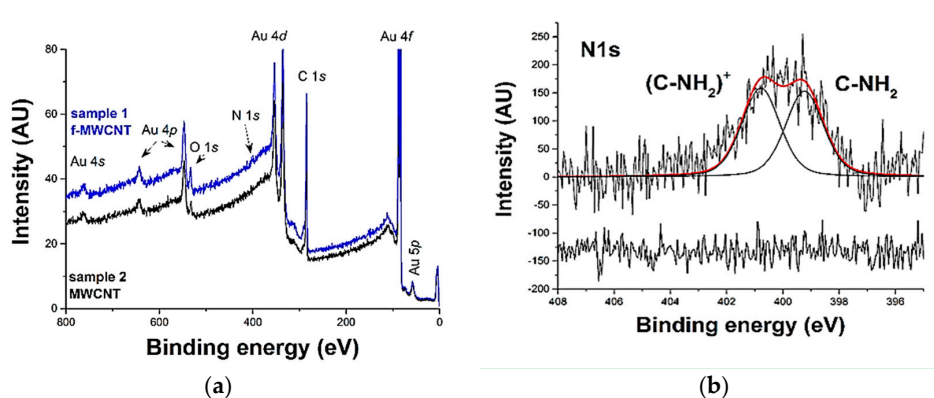 80
60
40
20
0
800
600
400
200
0
Intensity (AU)
Binding energy (eV)
Au 4d
Au 4f
C 1s
sample 1
f-MWCNT
Au 4p
N 1s
O 1s
Au 4s
sample 2
MWCNT
Au 5p
(a)
N1s
(C-NH₂)⁺
C-NH₂
250
200
150
100
50
0
-50
-100
-150
-200
408
406
404
402
400
398
396
Intensity (AU)
Binding energy (eV)
(b)